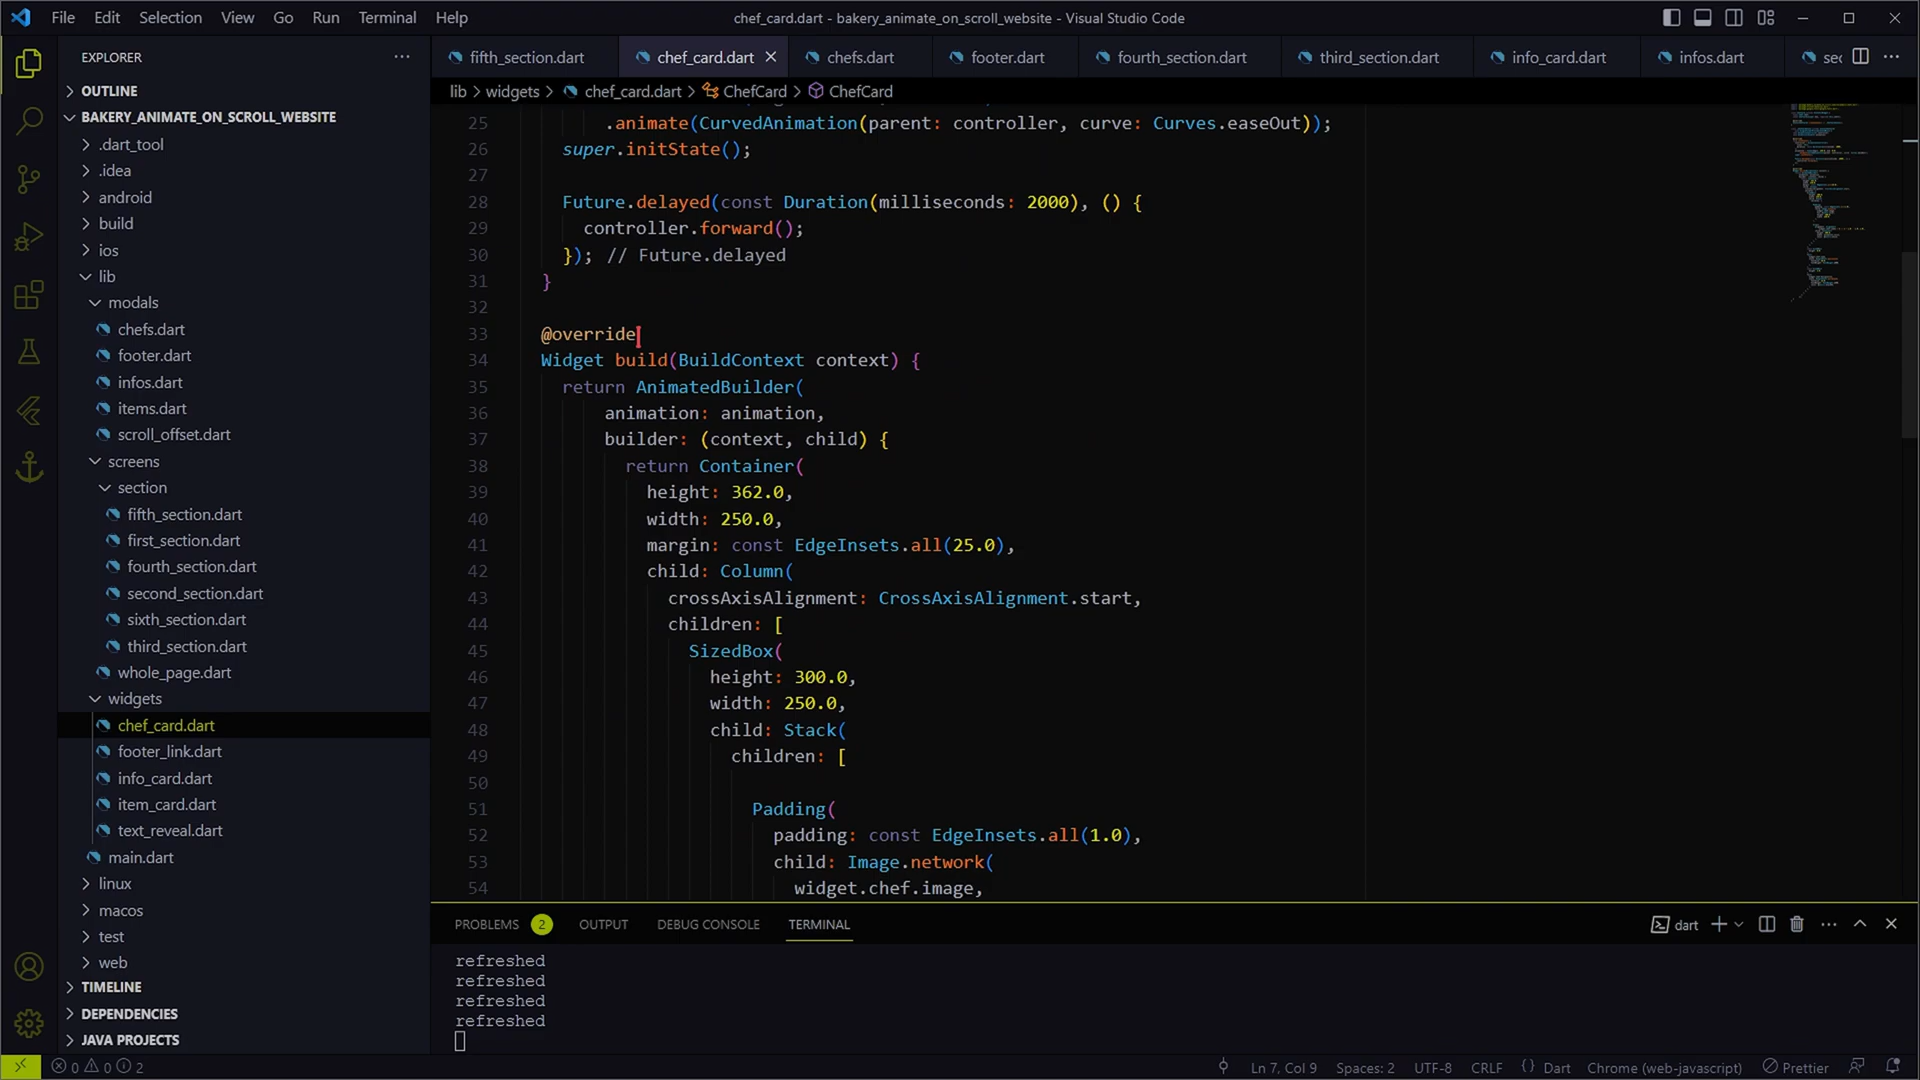 File Edit Selection View Go Run Terminal Help
chef_card.dart - bakery_animate_on_scroll_website - Visual Studio Code
EXPLORER
OUTLINE
BAKERY_ANIMATE_ON_SCROLL_WEBSITE
.dart_tool
.idea
android
build
ios
lib
modals
chefs.dart
footer.dart
infos.dart
items.dart
scroll_offset.dart
screens
section
fifth_section.dart
first_section.dart
fourth_section.dart
second_section.dart
sixth_section.dart
third_section.dart
whole_page.dart
widgets
chef_card.dart
footer_link.dart
info_card.dart
item_card.dart
text_reveal.dart
main.dart
linux
macos
test
web
TIMELINE
DEPENDENCIES
JAVA PROJECTS
fifth_section.dart chef_card.dart chefs.dart footer.dart fourth_section.dart third_section.dart info_card.dart infos.dart sec
lib > widgets > chef_card.dart > ChefCard > ChefCard
25 .animate(CurvedAnimation(parent: controller, curve: Curves.easeOut));
26 super.initState();
27
28 Future.delayed(const Duration(milliseconds: 2000), () {
29 controller.forward();
30 }); // Future.delayed
31 }
32
33 @override
34 Widget build(BuildContext context) {
35 return AnimatedBuilder(
36 animation: animation,
37 builder: (context, child) {
38 return Container(
39 height: 362.0,
40 width: 250.0,
41 margin: const EdgeInsets.all(25.0),
42 child: Column(
43 crossAxisAlignment: CrossAxisAlignment.start,
44 children: [
45 SizedBox(
46 height: 300.0,
47 width: 250.0,
48 child: Stack(
49 children: [
50
51 Padding(
52 padding: const EdgeInsets.all(1.0),
53 child: Image.network(
54 widget.chef.image,
PROBLEMS 2 OUTPUT DEBUG CONSOLE TERMINAL dart
refreshed
refreshed
refreshed
refreshed
0 0 2 Ln 7, Col 9 Spaces: 2 UTF-8 CRLF {} Dart Chrome (web-javascript) Prettier